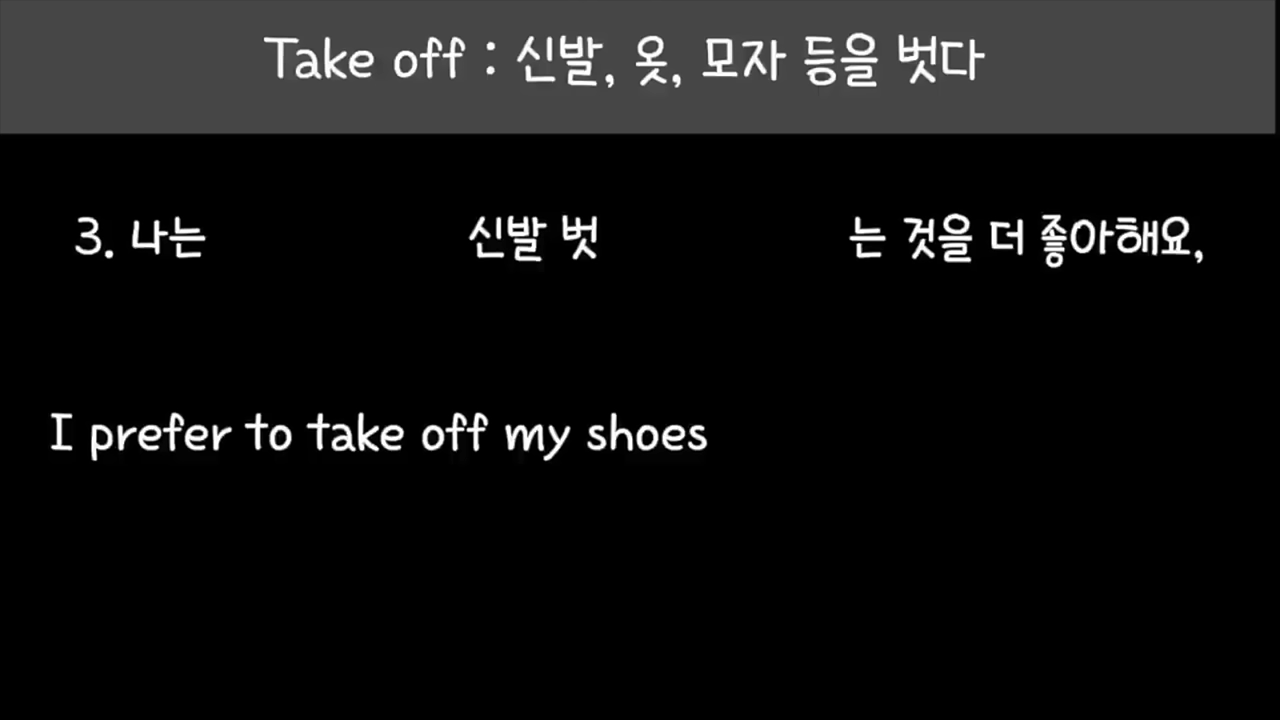 Take off : 신발, 옷, 모자 등을 벗다
3. 나는 신발 벗 는 것을 더 좋아해요,
I prefer to take off my shoes